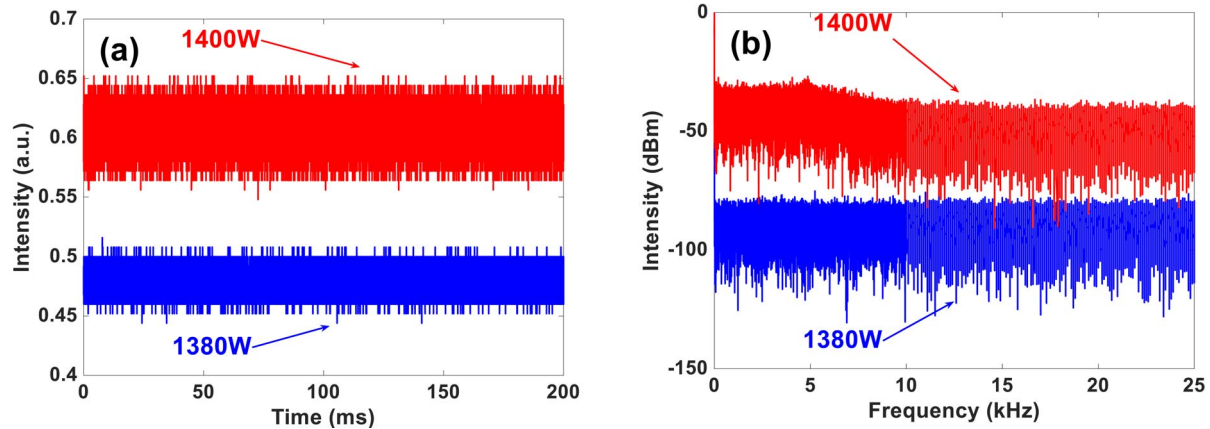 (a)
1400W
1380W
0.7
0.65
0.6
0.55
0.5
0.45
0.4
Intensity (a.u.)
0
50
100
150
200
Time (ms)
(b)
1400W
1380W
0
-50
-100
-150
Intensity (dBm)
0
5
10
15
20
25
Frequency (kHz)